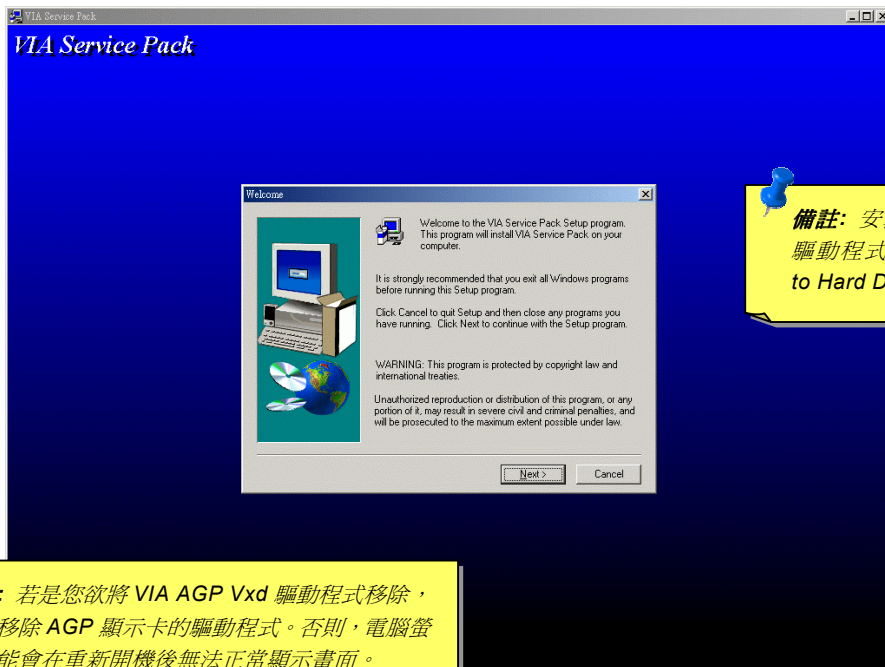 VIA Service Pack
VIA Service Pack
Welcome
Welcome to the VIA Service Pack Setup program.
This program will install VIA Service Pack on your
computer.
It is strongly recommended that you exit all Windows programs
before running this Setup program.
Click Cancel to quit Setup and then close any programs you
have running. Click Next to continue with the Setup program.
WARNING: This program is protected by copyright law and
international treaties.
Unauthorized reproduction or distribution of this program, or any
portion of it, may result in severe civil and criminal penalties, and
will be prosecuted to the maximum extent possible under law.
Next >
Cancel
備註: 安
驅動程式
to Hard D
: 若是您欲將 VIA AGP Vxd 驅動程式移除，
移除 AGP 顯示卡的驅動程式。否則，電腦螢
能會在重新開機後無法正常顯示畫面。